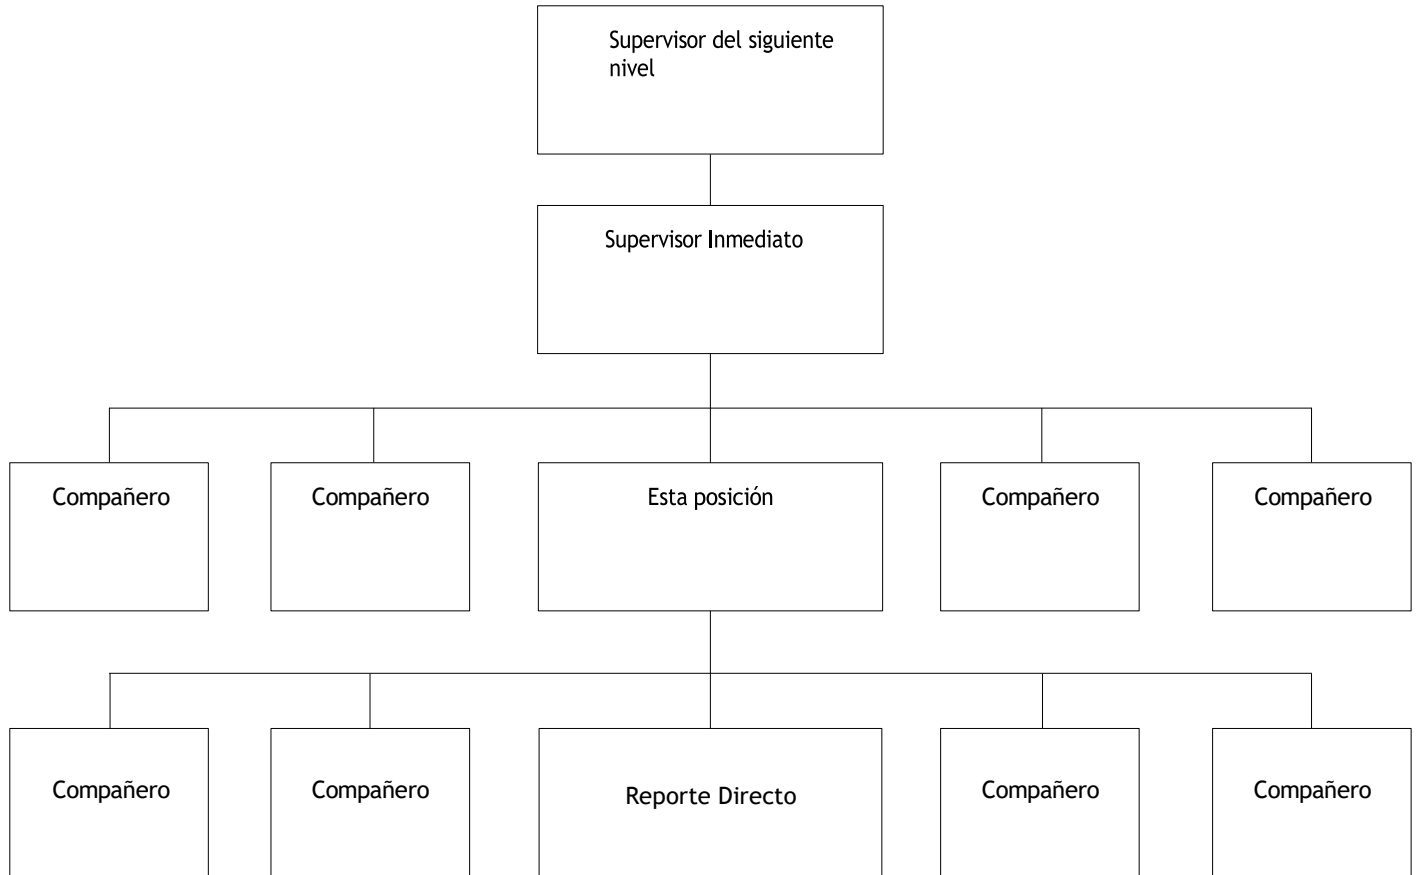 Supervisor del siguiente
nivel
Supervisor Inmediato
Compañero
Compañero
Esta posición
Compañero
Compañero
Compañero
Compañero
Reporte Directo
Compañero
Compañero